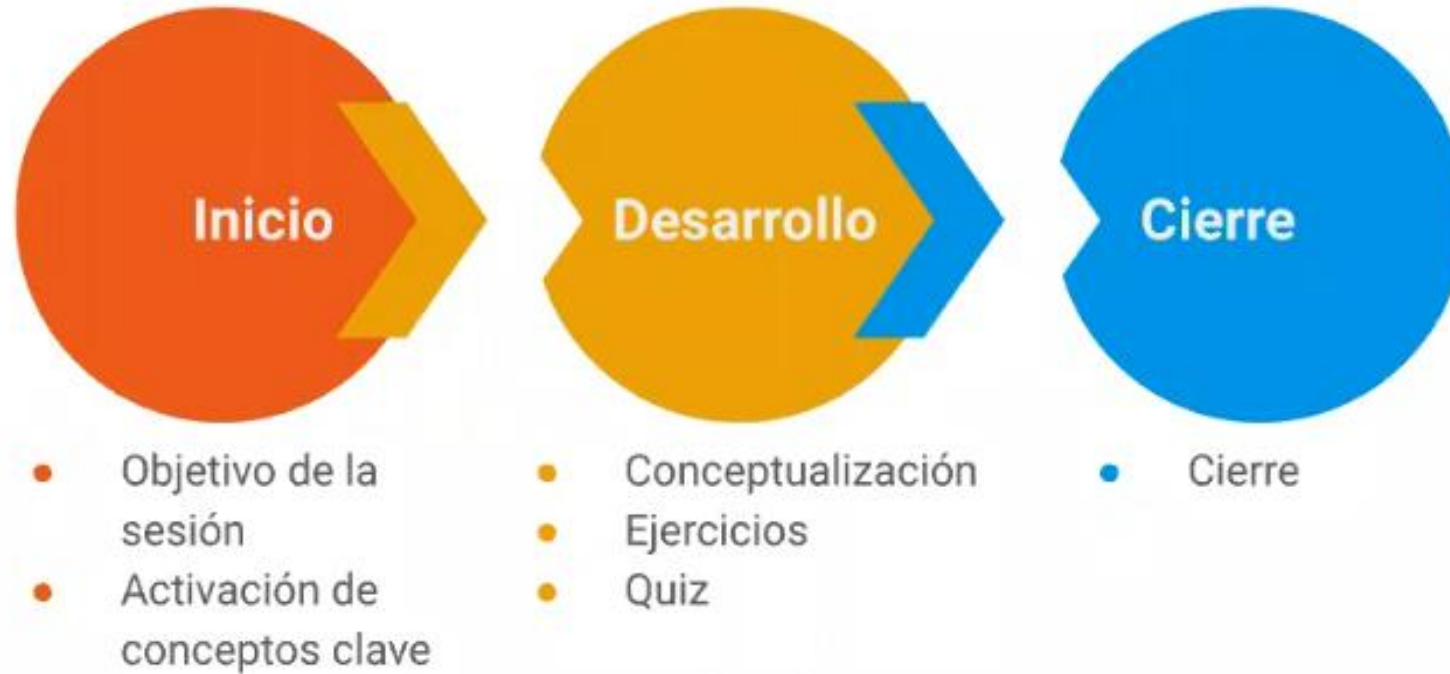 Inicio
Desarrollo
Cierre
Objetivo de la
sesión
Activación de
conceptos clave
Conceptualización
Ejercicios
Quiz
Cierre